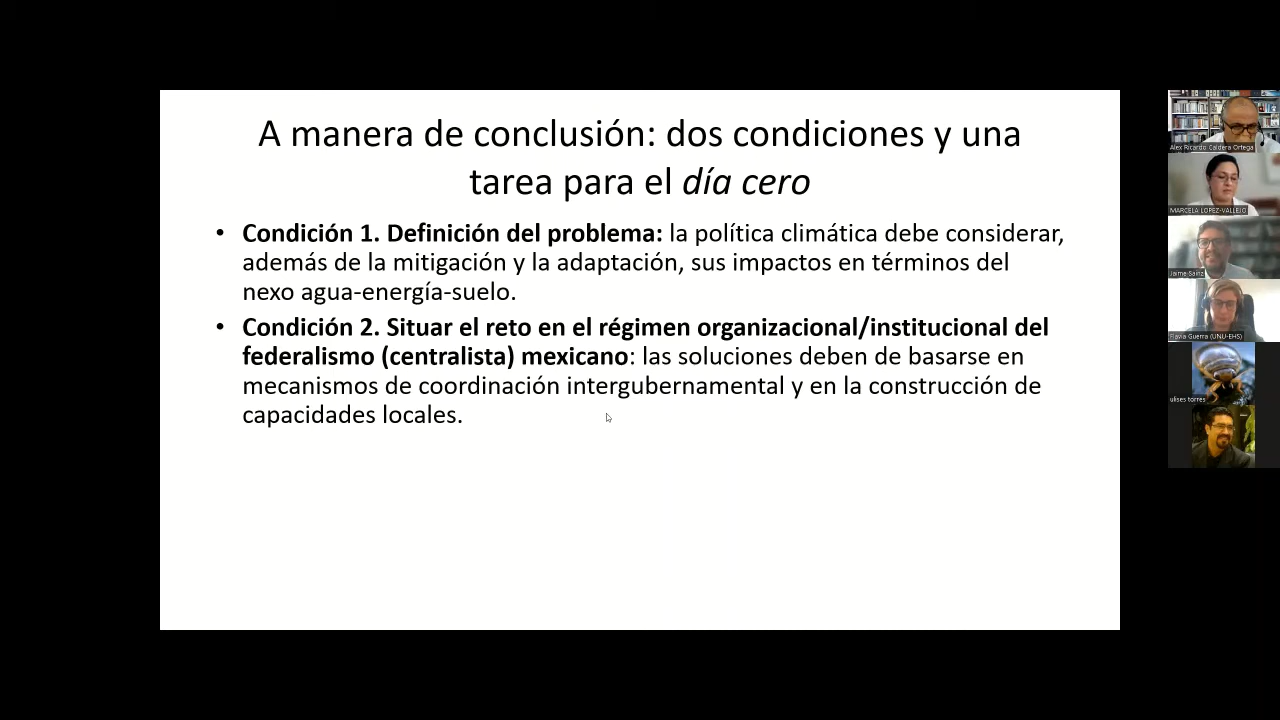 A manera de conclusión: dos condiciones y una
tarea para el día cero
• Condición 1. Definición del problema: la política climática debe considerar,
además de la mitigación y la adaptación, sus impactos en términos del
nexo agua-energía-suelo.
• Condición 2. Situar el reto en el régimen organizacional/institucional del
federalismo (centralista) mexicano: las soluciones deben de basarse en
mecanismos de coordinación intergubernamental y en la construcción de
capacidades locales.
Alex Ricardo Caldera Ortega
MARCELA LOPEZ-VALLEJO
Jaime Sainz
Flavia Guerra (UNU-EHS)
ulises torres